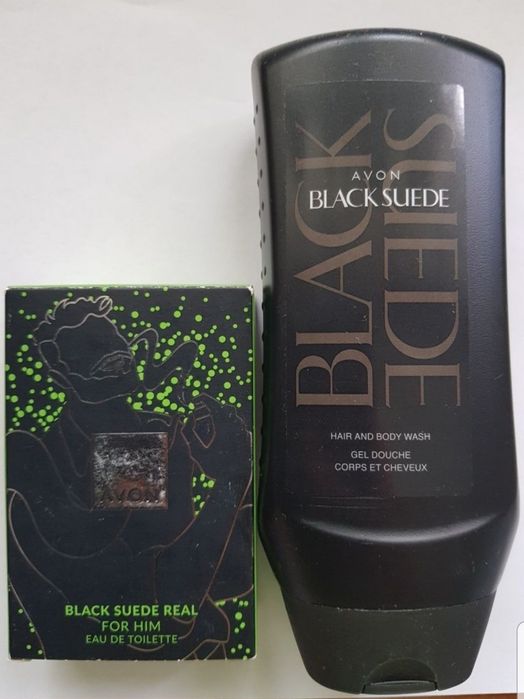 AVON
BLACK SUEDE REAL
FOR HIM
EAU DE TOILETTE
BLACK
SUEDE
AVON
BLACK SUEDE
HAIR AND BODY WASH
GEL DOUCHE
CORPS ET CHEVEUX